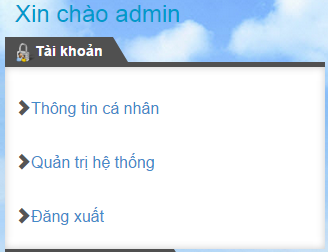 Xin chào admin
Tài khoản
Thông tin cá nhân
Quản trị hệ thống
Đăng xuất